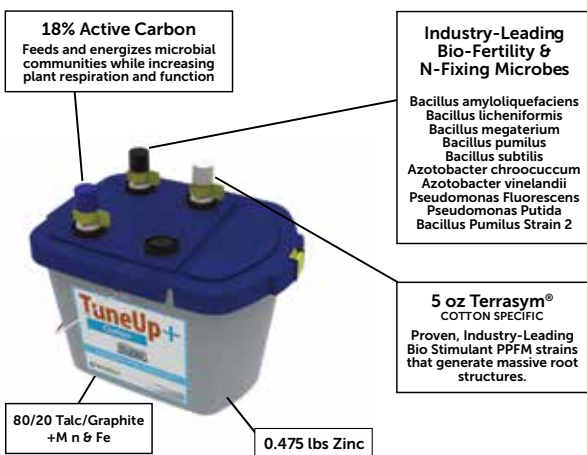 18% Active Carbon
Feeds and energizes microbial
communities while increasing
plant respiration and function
Industry-Leading
Bio-Fertility &
N-Fixing Microbes
Bacillus amyloliquefaciens
Bacillus licheniformis
Bacillus megaterium
Bacillus pumilus
Bacillus subtilis
Azotobacter chroocuccum
Azotobacter vinelandii
Pseudomonas Fluorescens
Pseudomonas Putida
Bacillus Pumilus Strain 2
TuneUp+
5 oz Terrasym®
COTTON SPECIFIC
Proven, Industry-Leading
Bio Stimulant PPFM strains
that generate massive root
structures.
80/20 Talc/Graphite
+M n & Fe
0.475 lbs Zinc